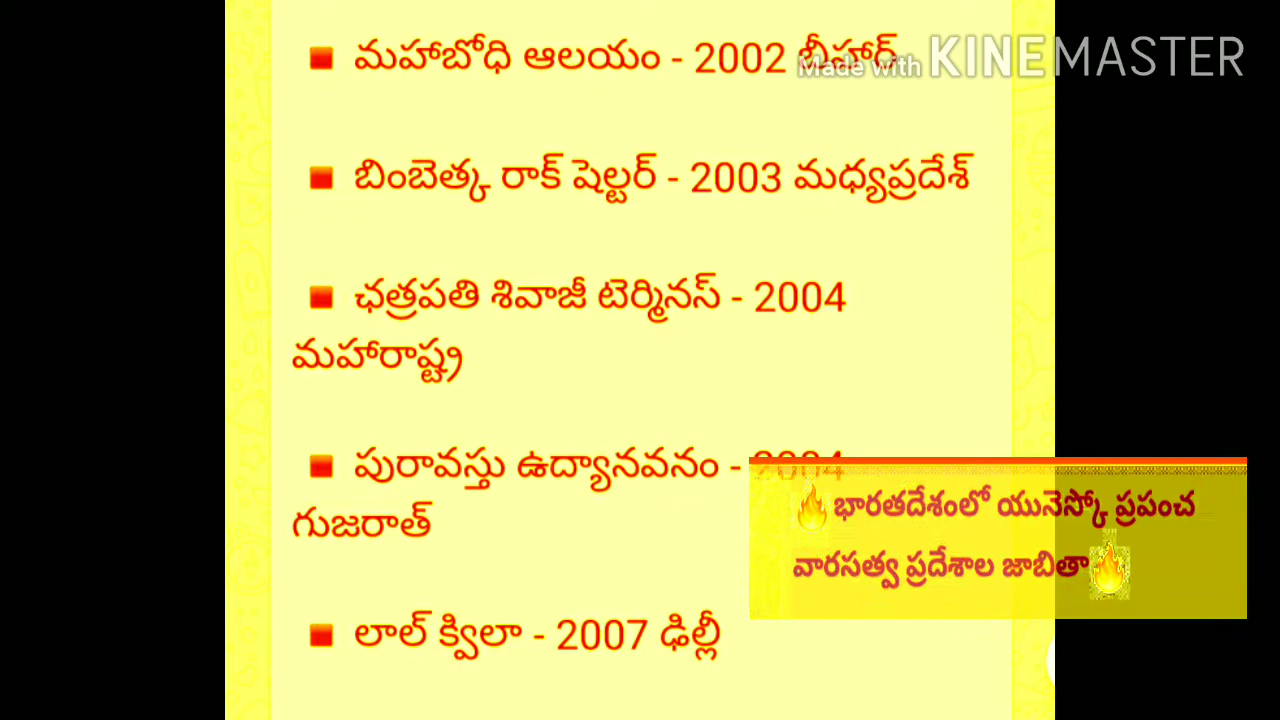 మహాబోధి ఆలయం - 2002 బీహార్
Made with KINEMASTER
బింబెత్క రాక్ షెల్టర్ - 2003 మధ్యప్రదేశ్
ఛత్రపతి శివాజీ టెర్మినస్ - 2004
మహారాష్ట్ర
పురావస్తు ఉద్యానవనం - 2004
గుజరాత్
🔥భారతదేశంలో యునెస్కో ప్రపంచ
వారసత్వ ప్రదేశాల జాబితా🔥
లాల్ క్విలా - 2007 ఢిల్లీ